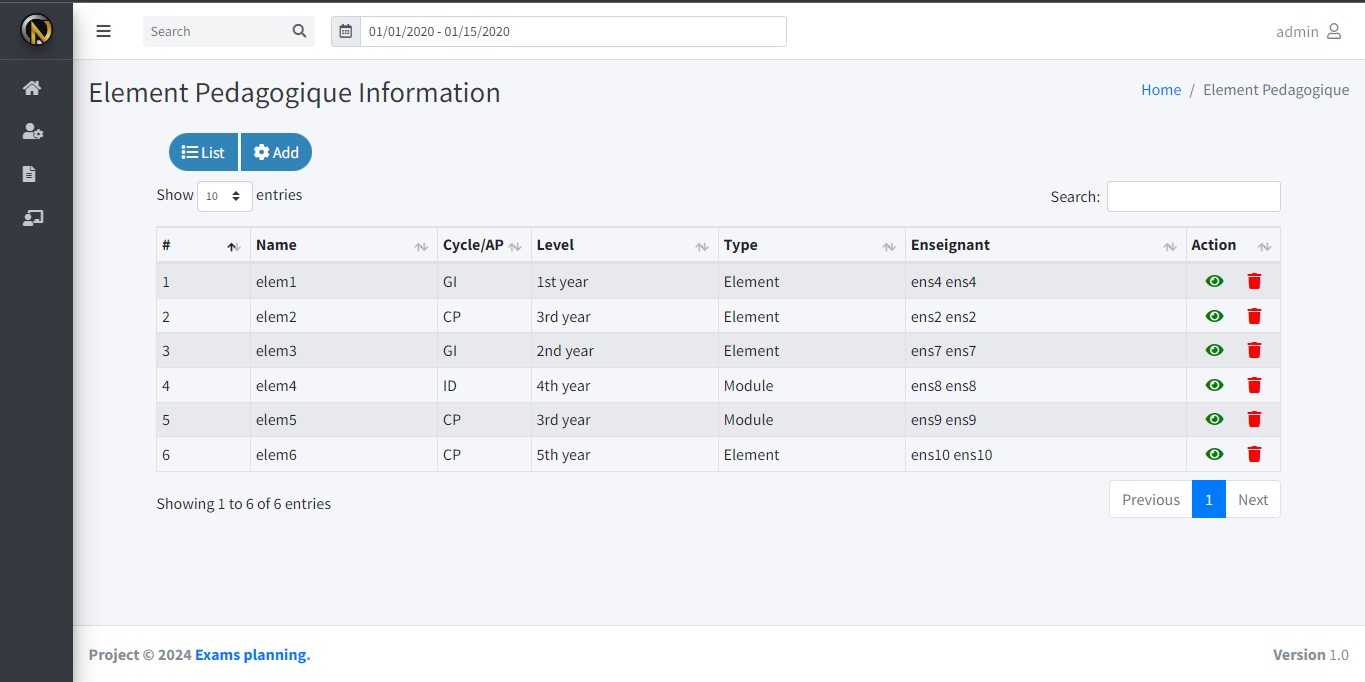 Search 01/01/2020 - 01/15/2020 admin
Element Pedagogique Information
Home / Element Pedagogique
List Add
Show 10 entries
Search:
# Name Cycle/AP Level Type Enseignant Action
1 elem1 GI 1st year Element ens4 ens4
2 elem2 CP 3rd year Element ens2 ens2
3 elem3 GI 2nd year Element ens7 ens7
4 elem4 ID 4th year Module ens8 ens8
5 elem5 CP 3rd year Module ens9 ens9
6 elem6 CP 5th year Element ens10 ens10
Showing 1 to 6 of 6 entries
Previous 1 Next
Project © 2024 Exams planning.
Version 1.0